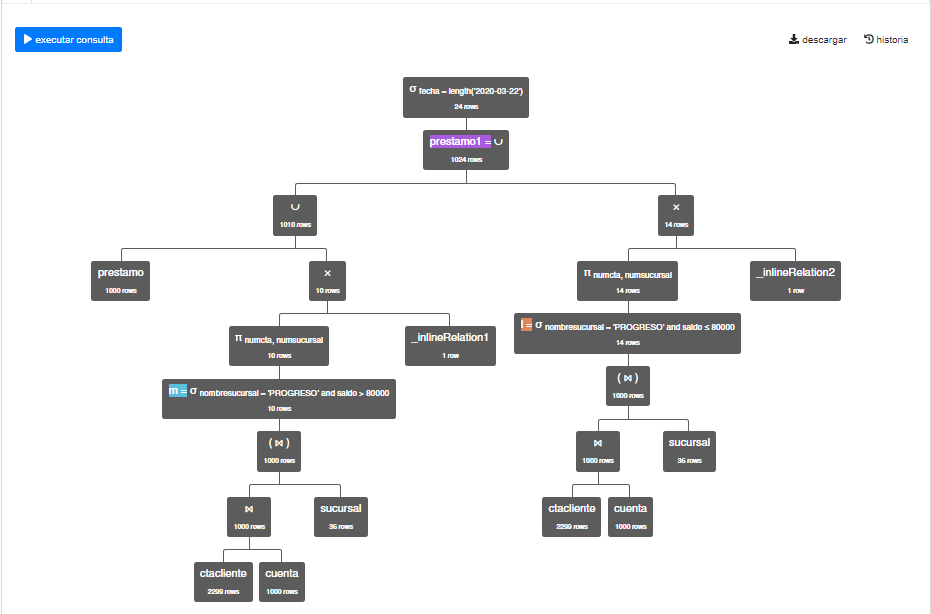 executar consulta
descargar
historia
σ fecha = length('2020-03-22')
24 rows
prestamo1 = ∪
1024 rows
∪
1010 rows
×
14 rows
prestamo
1000 rows
×
10 rows
π numcta, numsucursal
14 rows
_inlineRelation2
1 row
π numcta, numsucursal
10 rows
_inlineRelation1
1 row
l = σ nombresucursal = 'PROGRESO' and saldo ≤ 80000
14 rows
m = σ nombresucursal = 'PROGRESO' and saldo > 80000
10 rows
( ⋈ )
1000 rows
( ⋈ )
1000 rows
⋈
1000 rows
sucursal
36 rows
⋈
1000 rows
sucursal
36 rows
ctacliente
2299 rows
cuenta
1000 rows
ctacliente
2299 rows
cuenta
1000 rows